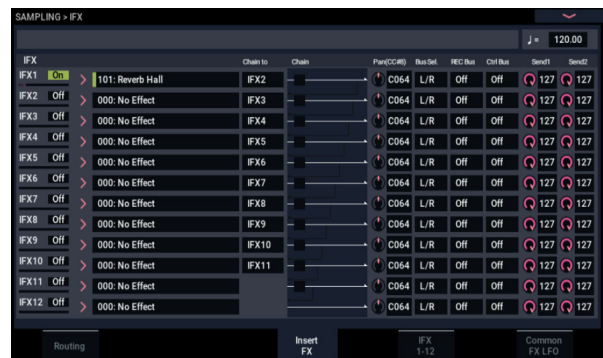 SAMPLING > IFX
♩ = 120.00
IFX Chain to Chain Pan(CC#8) Bus Sel. REC Bus Ctrl Bus Send1 Send2
IFX1 On 101: Reverb Hall IFX2 C064 L/R Off Off 127 127
IFX2 Off 000: No Effect IFX3 C064 L/R Off Off 127 127
IFX3 Off 000: No Effect IFX4 C064 L/R Off Off 127 127
IFX4 Off 000: No Effect IFX5 C064 L/R Off Off 127 127
IFX5 Off 000: No Effect IFX6 C064 L/R Off Off 127 127
IFX6 Off 000: No Effect IFX7 C064 L/R Off Off 127 127
IFX7 Off 000: No Effect IFX8 C064 L/R Off Off 127 127
IFX8 Off 000: No Effect IFX9 C064 L/R Off Off 127 127
IFX9 Off 000: No Effect IFX10 C064 L/R Off Off 127 127
IFX10 Off 000: No Effect IFX11 C064 L/R Off Off 127 127
IFX11 Off 000: No Effect C064 L/R Off Off 127 127
IFX12 Off 000: No Effect C064 L/R Off Off 127 127
Routing Insert FX IFX 1-12 Common FX LFO